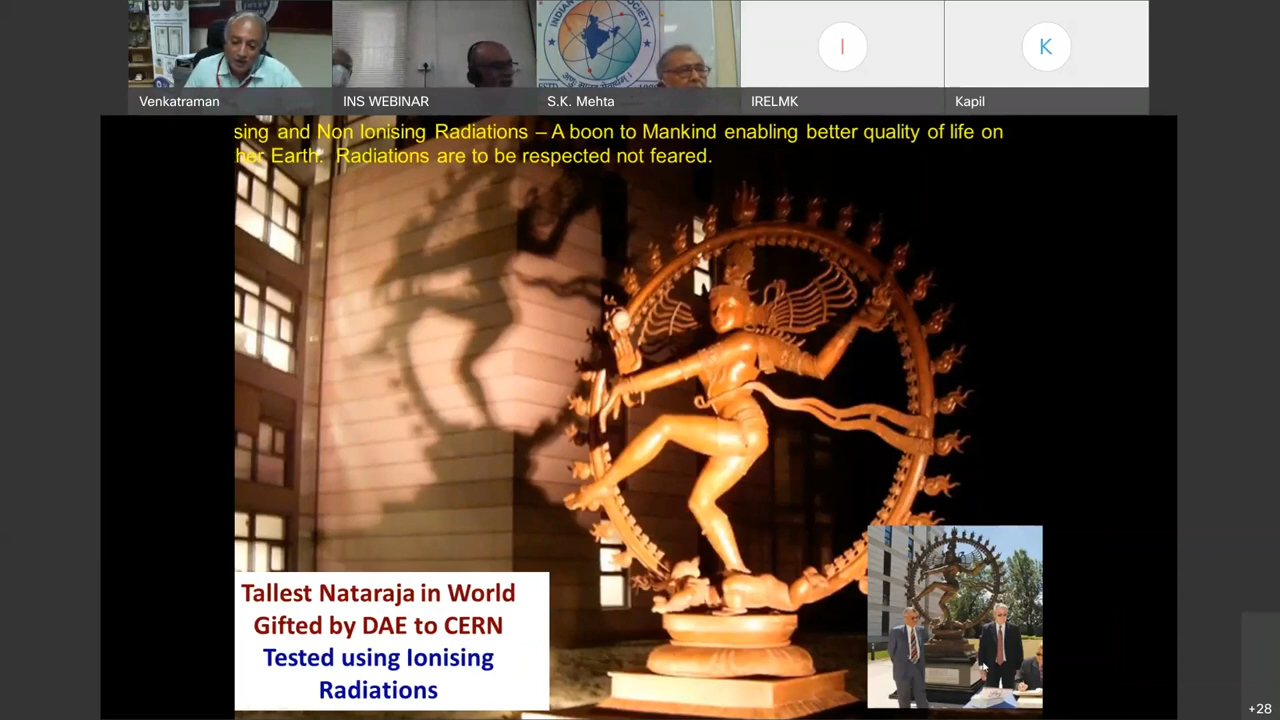 Venkatraman
INS WEBINAR
S.K. Mehta
IRELMK
Kapil
I
K
sing and Non Ionising Radiations – A boon to Mankind enabling better quality of life on
her Earth. Radiations are to be respected not feared.
Tallest Nataraja in World
Gifted by DAE to CERN
Tested using Ionising
Radiations
+28